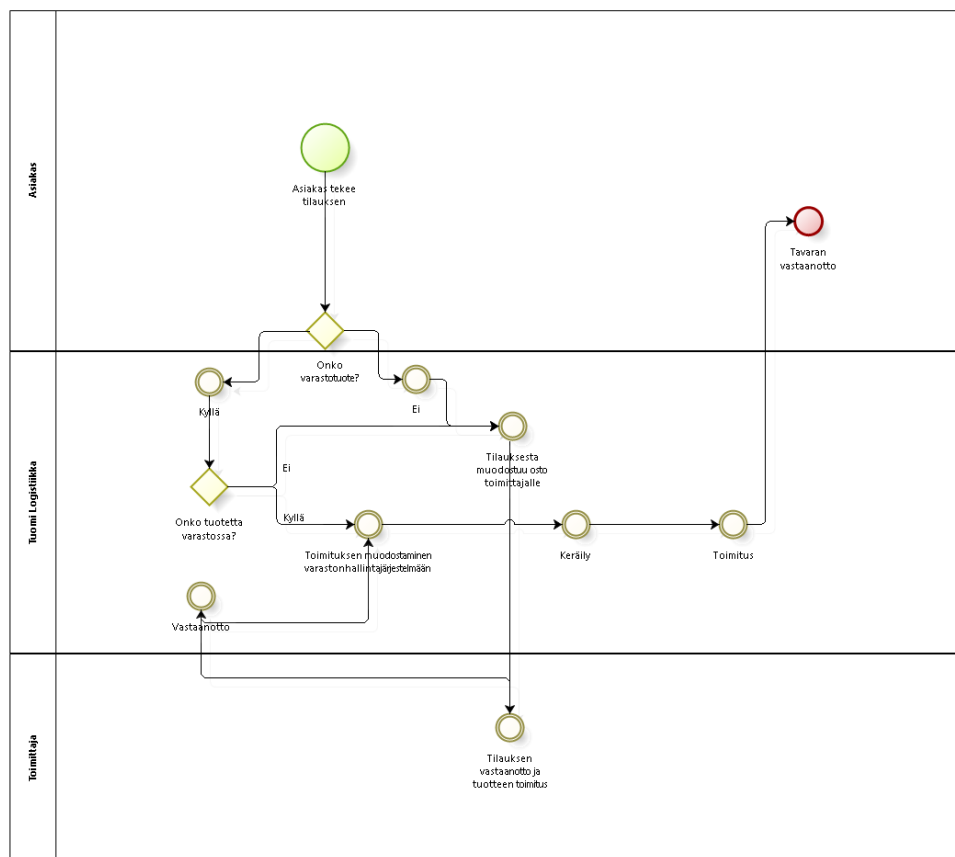 Asiakas
Asiakas tekee
tilauksen
Tavaran
vastaanotto
Tuomi Logistiikka
Onko
varastotuote?
Kyllä
Ei
Ei
Tilauksesta
muodostuu osto
toimittajalle
Kyllä
Onko tuotetta
varastossa?
Toimituksen muodostaminen
varastonhallintajärjestelmään
Keräily
Toimitus
Vastaanotto
Toimittaja
Tilauksen
vastaanotto ja
tuotteen toimitus